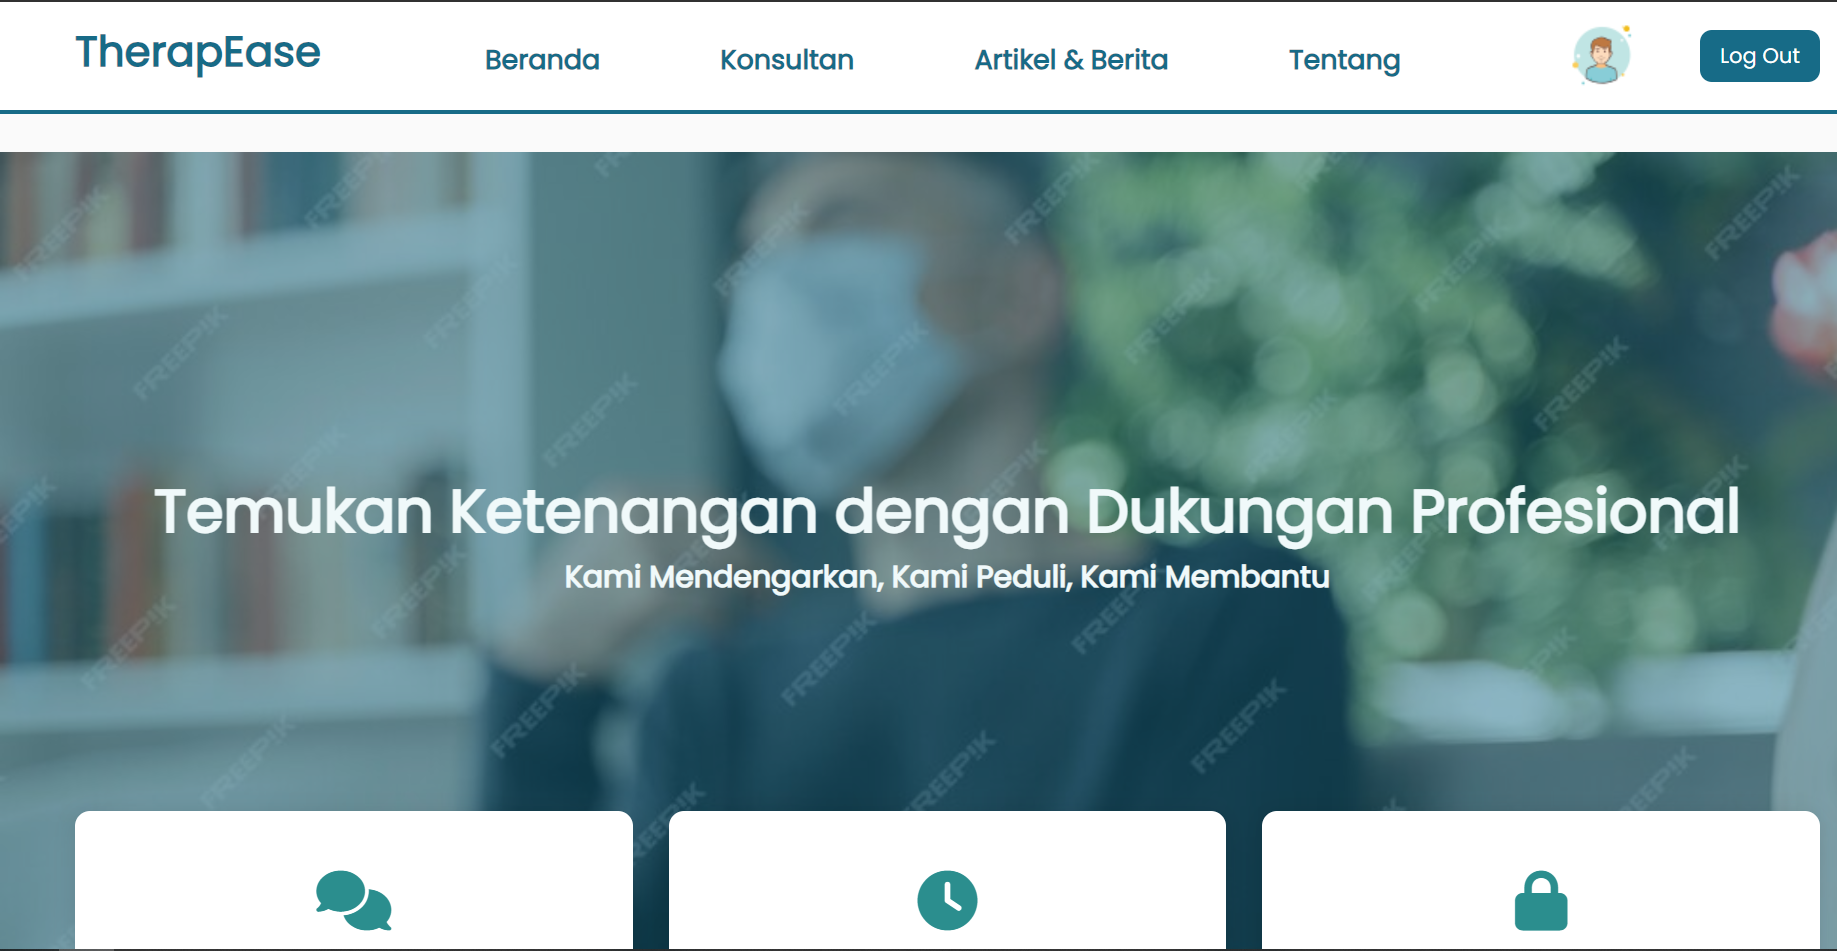 TherapEase
Beranda
Konsultan
Artikel & Berita
Tentang
Log Out
Temukan Ketenangan dengan Dukungan Profesional
Kami Mendengarkan, Kami Peduli, Kami Membantu
FREEPIK